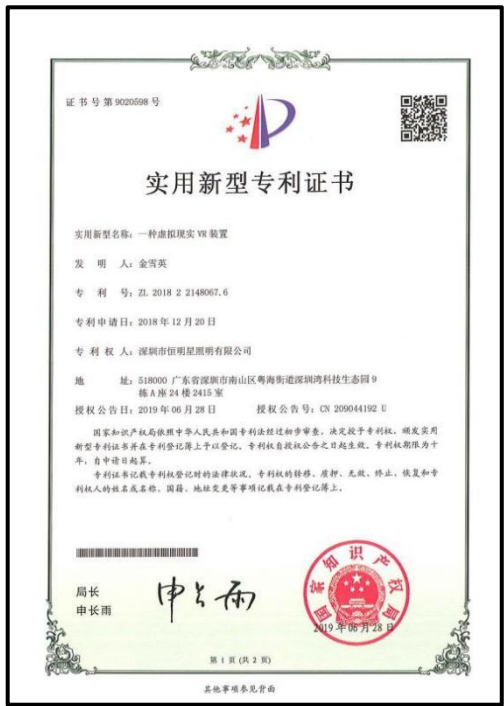 证书号第9020598号
实用新型专利证书
实用新型名称：一种虚拟现实VR装置
发明人：金雪英
专利号：ZL 2018 2 2148067.6
专利申请日：2018年12月20日
专利权人：深圳市恒明星照明有限公司
地址：518000 广东省深圳市南山区粤海街道深圳湾科技生态园9
栋A座24楼2415室
授权公告日：2019年06月28日 授权公告号：CN 209044192 U
国家知识产权局依照中华人民共和国专利法经过初步审查，决定授予专利权，颁发实用
新型专利证书并在专利登记簿上予以登记。专利权自授权公告之日起生效。专利权期限为十
年，自申请日起算。
专利证书记载专利权登记时的法律状况。专利权的转移、质押、无效、终止、恢复和专
利权人的姓名或名称、国籍、地址变更等事项记载在专利登记簿上。
局长
申长雨
申长雨
国家知识产权局
2019年06月28日
第1页(共2页)
其他事项参见背面